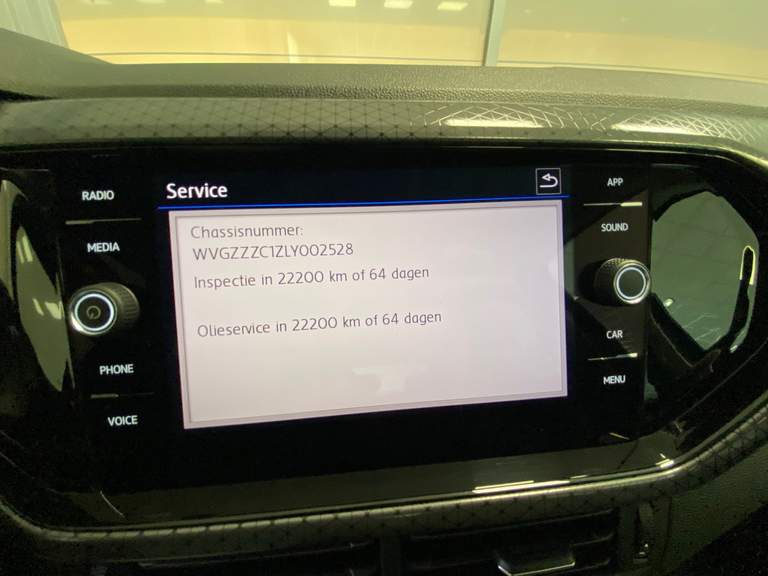 RADIO
MEDIA
PHONE
VOICE
Service
Chassisnummer:
WVGZZZC1ZLY002528
Inspectie in 22200 km of 64 dagen
Olieservice in 22200 km of 64 dagen
APP
SOUND
CAR
MENU